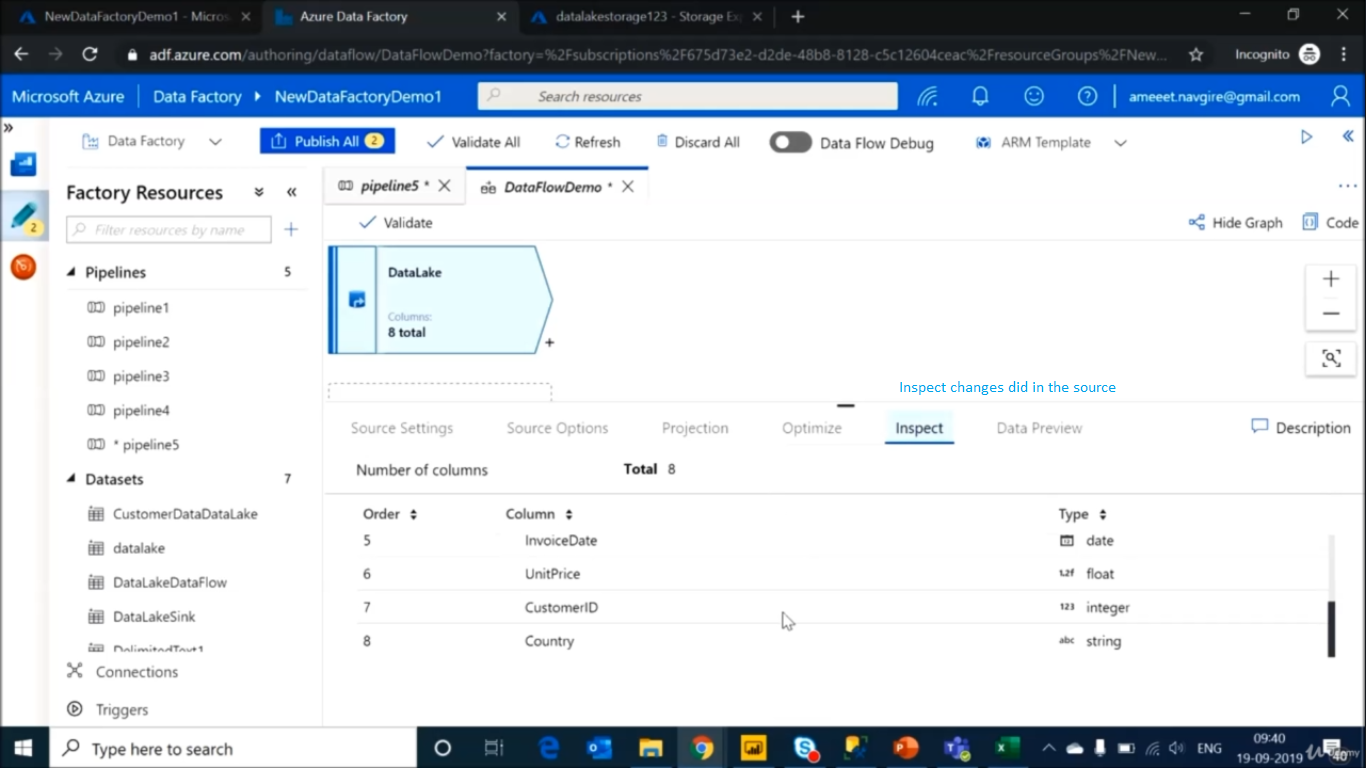 NewDataFactoryDemo1 - Micros
Azure Data Factory
datalakestorage123 - Storage Ex
adf.azure.com/authoring/dataflow/DataFlowDemo?factory=%2Fsubscriptions%2F675d73e2-d2de-48b8-8128-c5c12604ceac%2FresourceGroups%2FNew...
Incognito
Microsoft Azure
Data Factory
NewDataFactoryDemo1
Search resources
ameeet.navgire@gmail.com
Data Factory
Publish All 2
Validate All
Refresh
Discard All
Data Flow Debug
ARM Template
Factory Resources
pipeline5 *
DataFlowDemo *
Filter resources by name
Validate
Hide Graph
Code
2
Pipelines 5
pipeline1
pipeline2
pipeline3
pipeline4
* pipeline5
Datasets 7
CustomerDataDataLake
datalake
DataLakeDataFlow
DataLakeSink
DelimitedText1
Connections
Triggers
DataLake
Columns:
8 total
Inspect changes did in the source
Source Settings
Source Options
Projection
Optimize
Inspect
Data Preview
Description
Number of columns
Total 8
Order Column Type
5 InvoiceDate date
6 UnitPrice 1.2f float
7 CustomerID 123 integer
8 Country abc string
Type here to search
ENG
09:40
19-09-2019
40